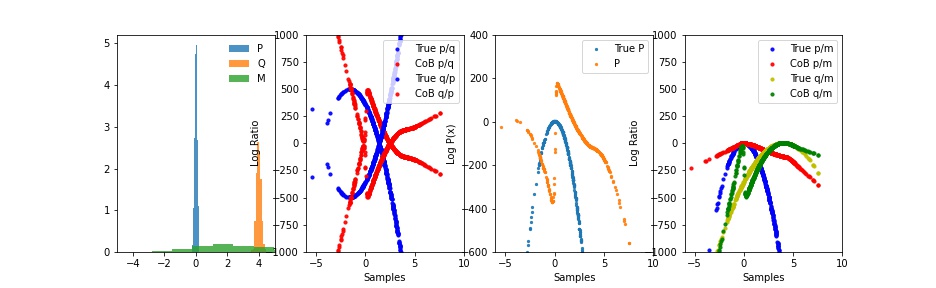 5
4
3
2
1
0
−4 −2 0 2 4
P
Q
M
Log Ratio
1000
750
500
250
0
−250
−500
−750
1000
−5 0 5 10
Samples
True p/q
CoB p/q
True q/p
CoB q/p
Log P(x)
400
200
0
−200
−400
−600
−5 0 5 10
Samples
True P
P
Log Ratio
1000
750
500
250
0
−250
−500
−750
1000
−5 0 5 10
Samples
True p/m
CoB p/m
True q/m
CoB q/m